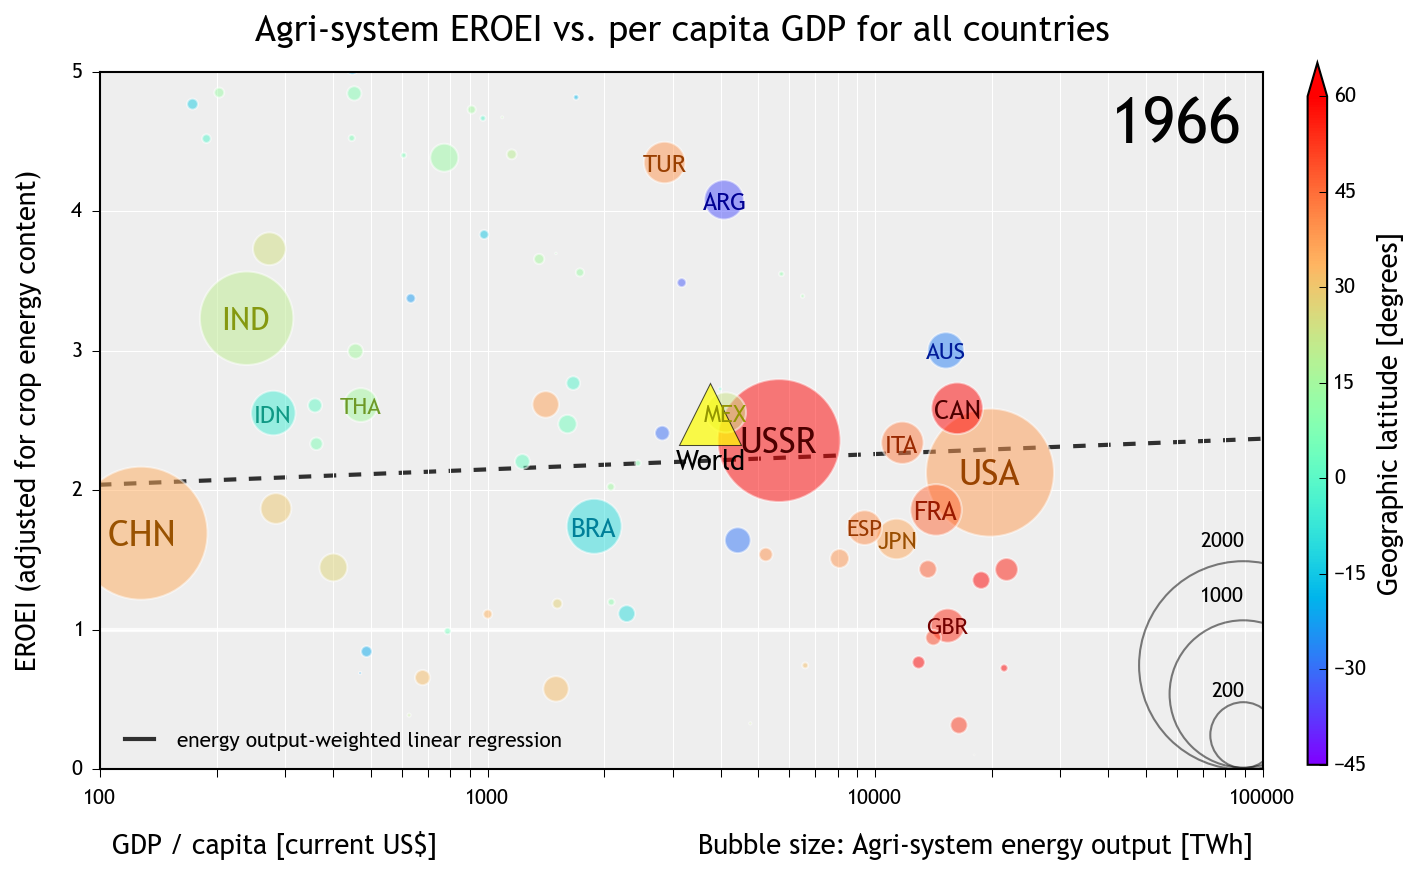 Agri-system EROEI vs. per capita GDP for all countries
1966
EROEI (adjusted for crop energy content)
5
4
3
2
1
0
TUR
ARG
IND
AUS
IDN
THA
MEX
CAN
USSR
ITA
World
USA
CHN
BRA
FRA
ESP
JPN
GBR
2000
1000
200
energy output-weighted linear regression
100
1000
10000
100000
GDP / capita [current US$]
Bubble size: Agri-system energy output [TWh]
60
45
30
15
0
−15
−30
−45
Geographic latitude [degrees]